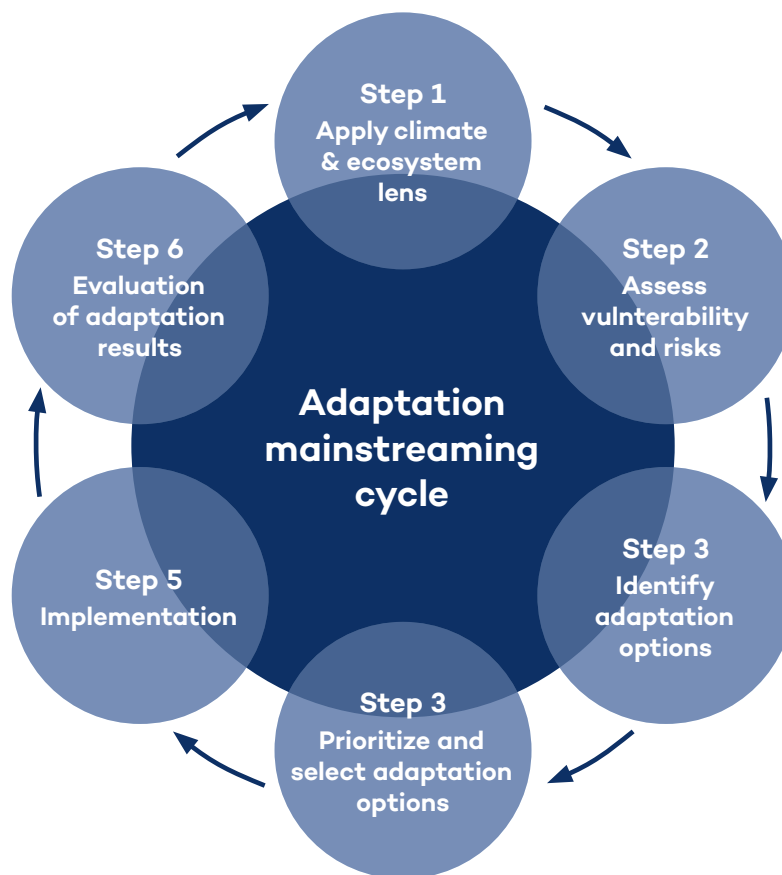 Step 1
Apply climate
& ecosystem
lens
Step 2
Assess
vulnterability
and risks
Step 3
Identify
adaptation
options
Step 3
Prioritize and
select adaptation
options
Step 5
Implementation
Step 6
Evaluation
of adaptation
results
Adaptation
mainstreaming
cycle